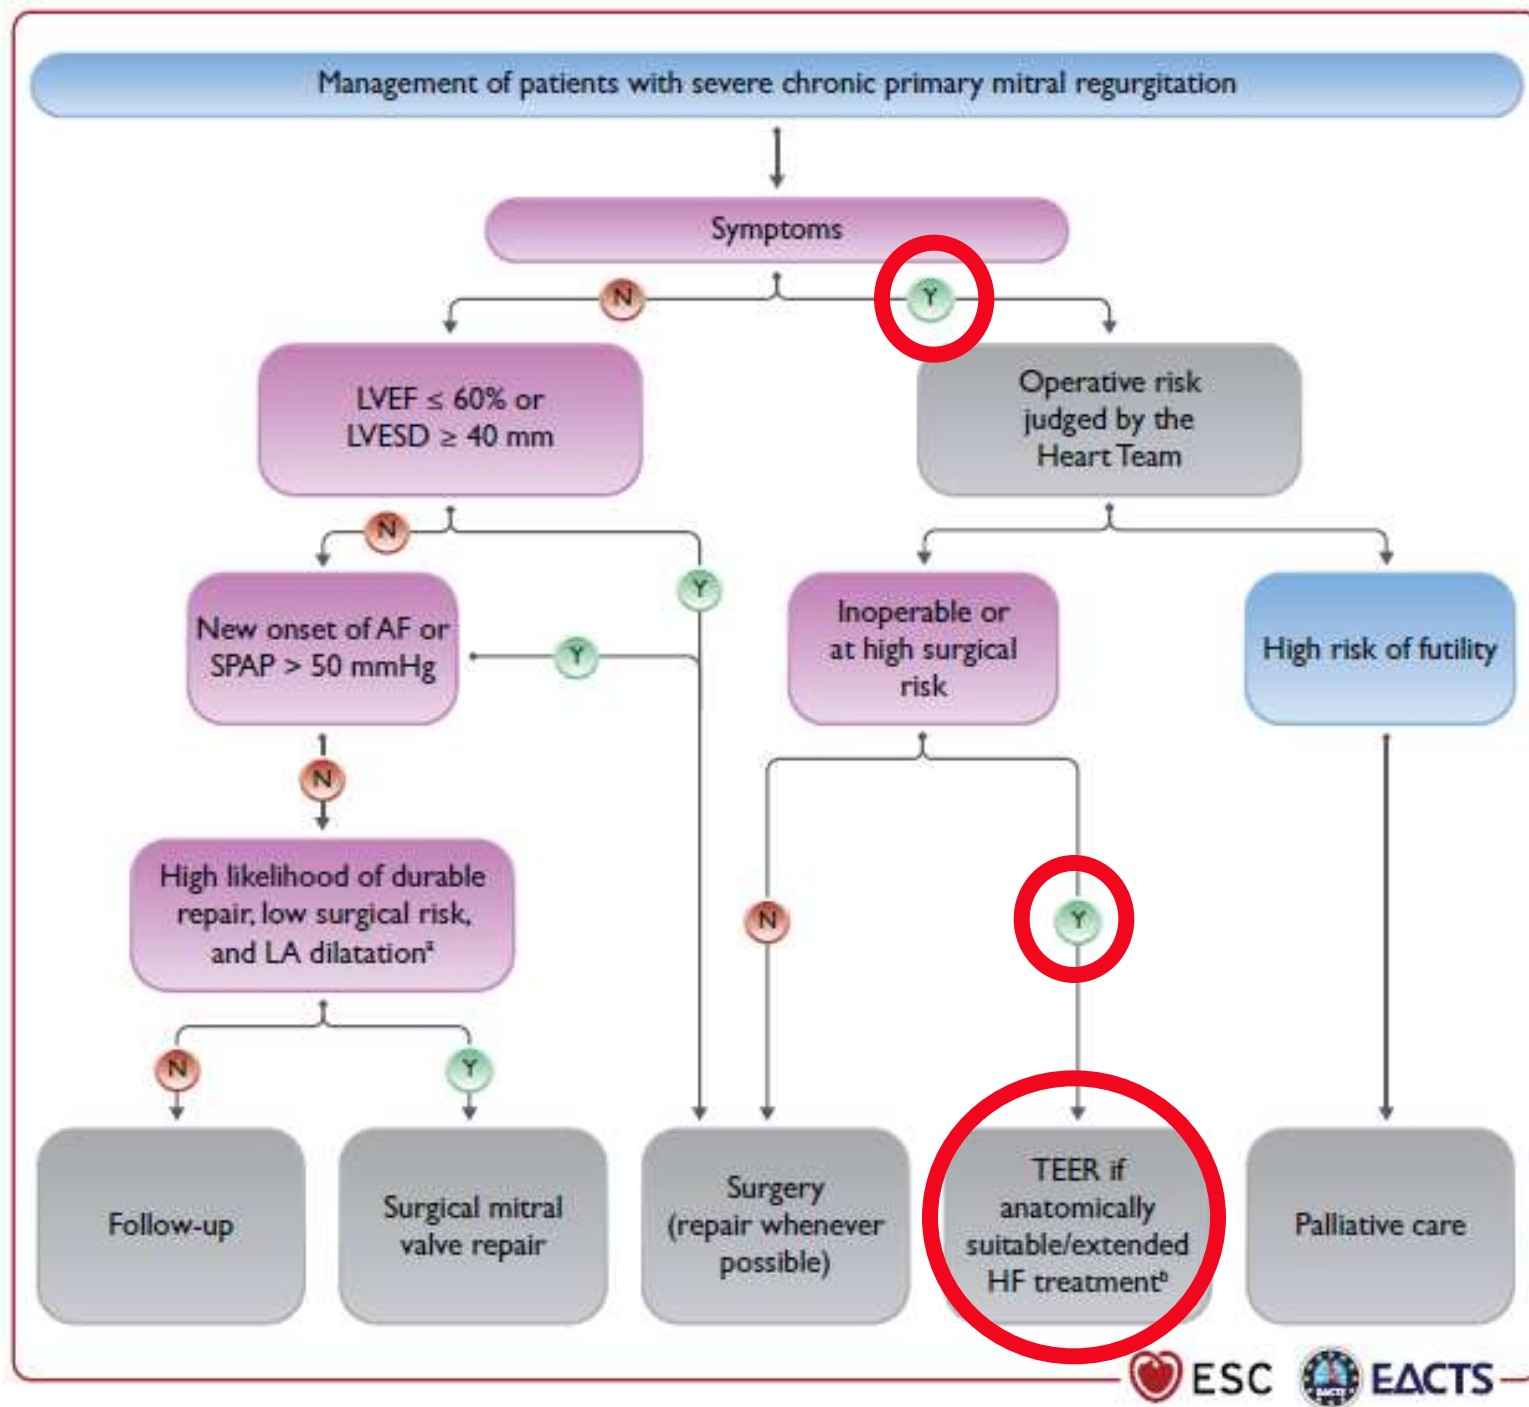 Management of patients with severe chronic primary mitral regurgitation
Symptoms
N
Y
LVEF ≤ 60% or
LVESD ≥ 40 mm
Operative risk
judged by the
Heart Team
N
Y
New onset of AF or
SPAP > 50 mmHg
Y
Inoperable or
at high surgical
risk
High risk of futility
N
High likelihood of durable
repair, low surgical risk,
and LA dilatationᵃ
N
Y
N
Y
Follow-up
Surgical mitral
valve repair
Surgery
(repair whenever
possible)
TEER if
anatomically
suitable/extended
HF treatmentᵇ
Palliative care
ESC
EACTS
EΔCTS